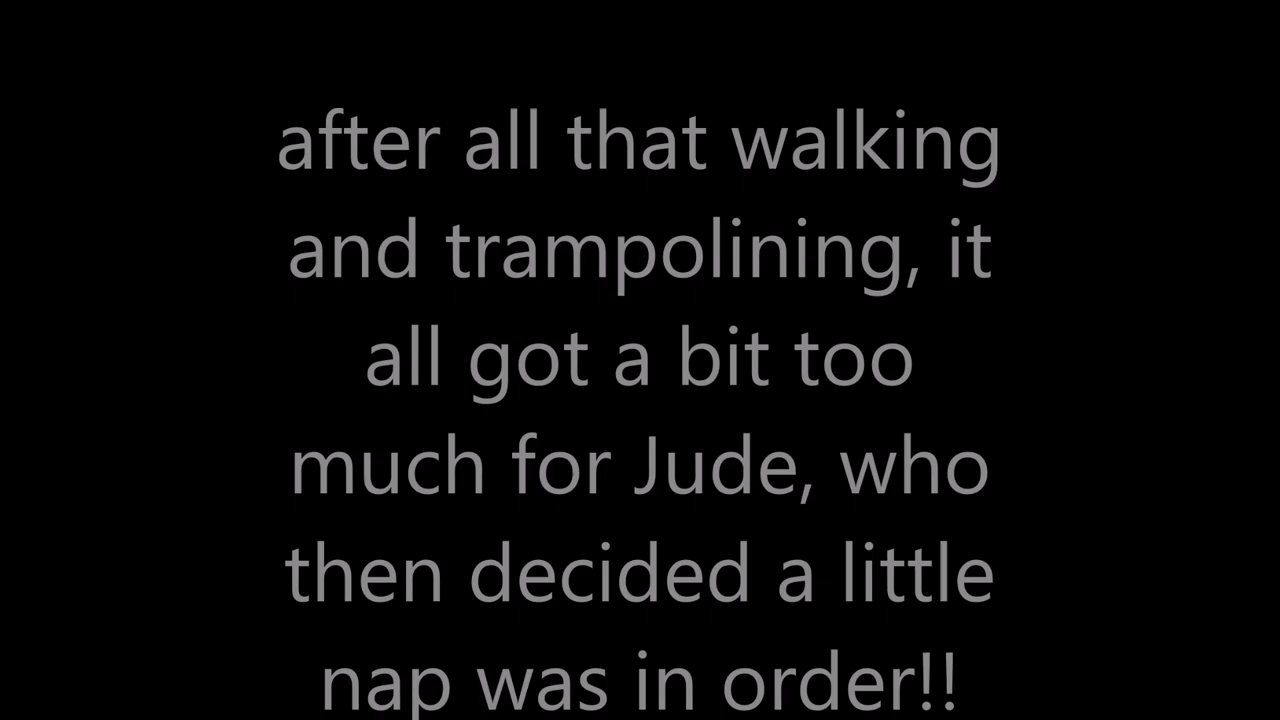 after all that walking
and trampolining, it
all got a bit too
much for Jude, who
then decided a little
nap was in order!!